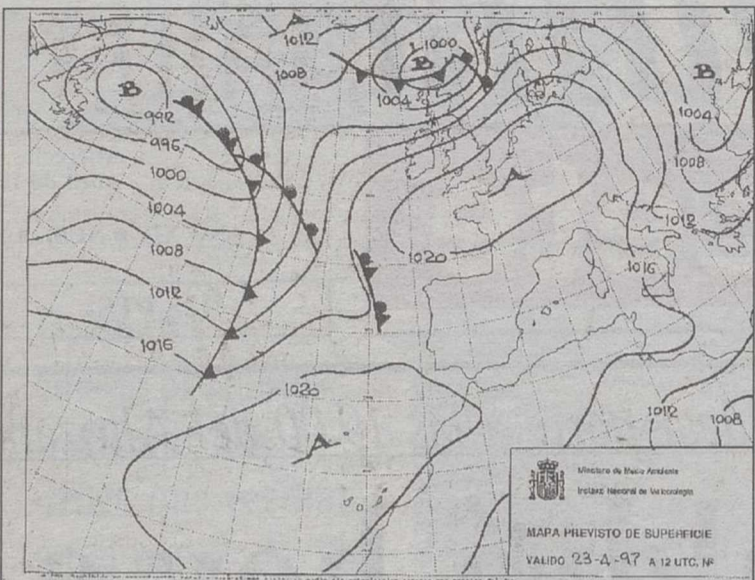 A
1012
1000
B
1008
1004
B
992
B
1004
996
1008
1000
A
1004
1012
1008
1020
1016
1012
1016
1020
A
1012
1008
Ministerio de Medio Ambiente
Instituto Nacional de Meteorología
MAPA PREVISTO DE SUPERFICIE
VALIDO 23-4-97 A 12 UTC. Nº